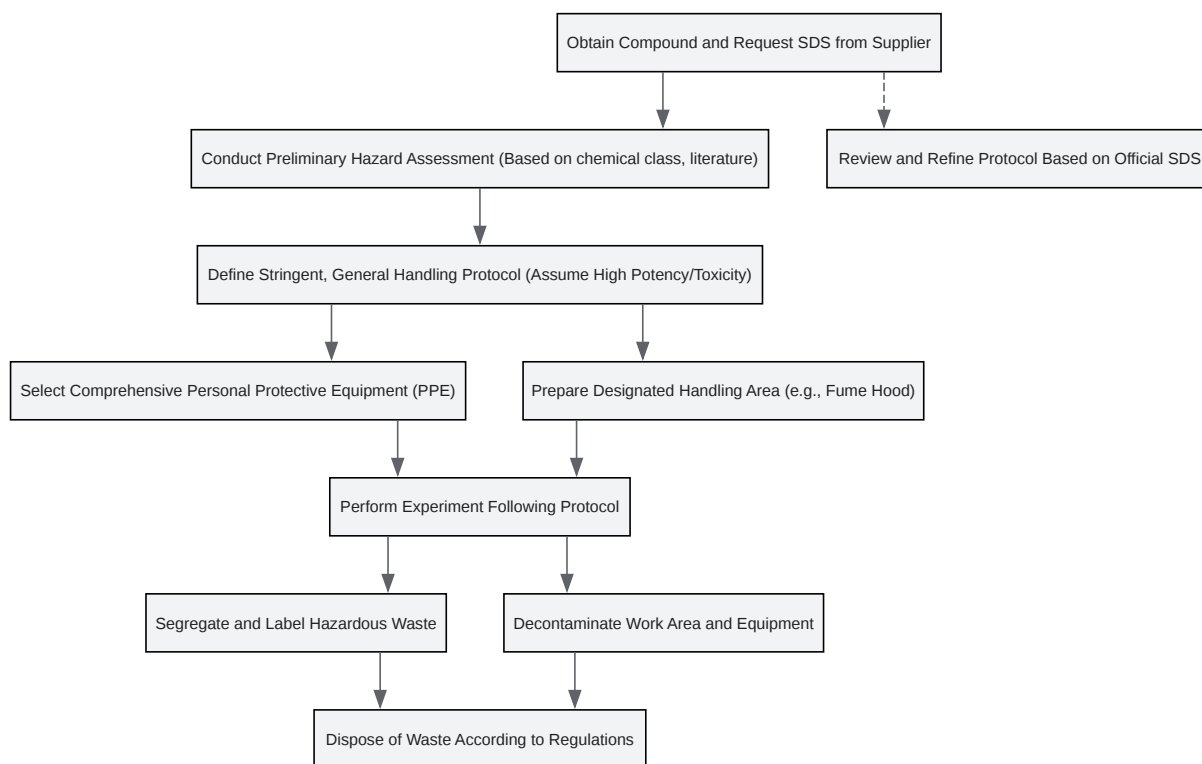 Obtain Compound and Request SDS from Supplier
Conduct Preliminary Hazard Assessment (Based on chemical class, literature)
Review and Refine Protocol Based on Official SDS
Define Stringent, General Handling Protocol (Assume High Potency/Toxicity)
Select Comprehensive Personal Protective Equipment (PPE)
Prepare Designated Handling Area (e.g., Fume Hood)
Perform Experiment Following Protocol
Segregate and Label Hazardous Waste
Decontaminate Work Area and Equipment
Dispose of Waste According to Regulations